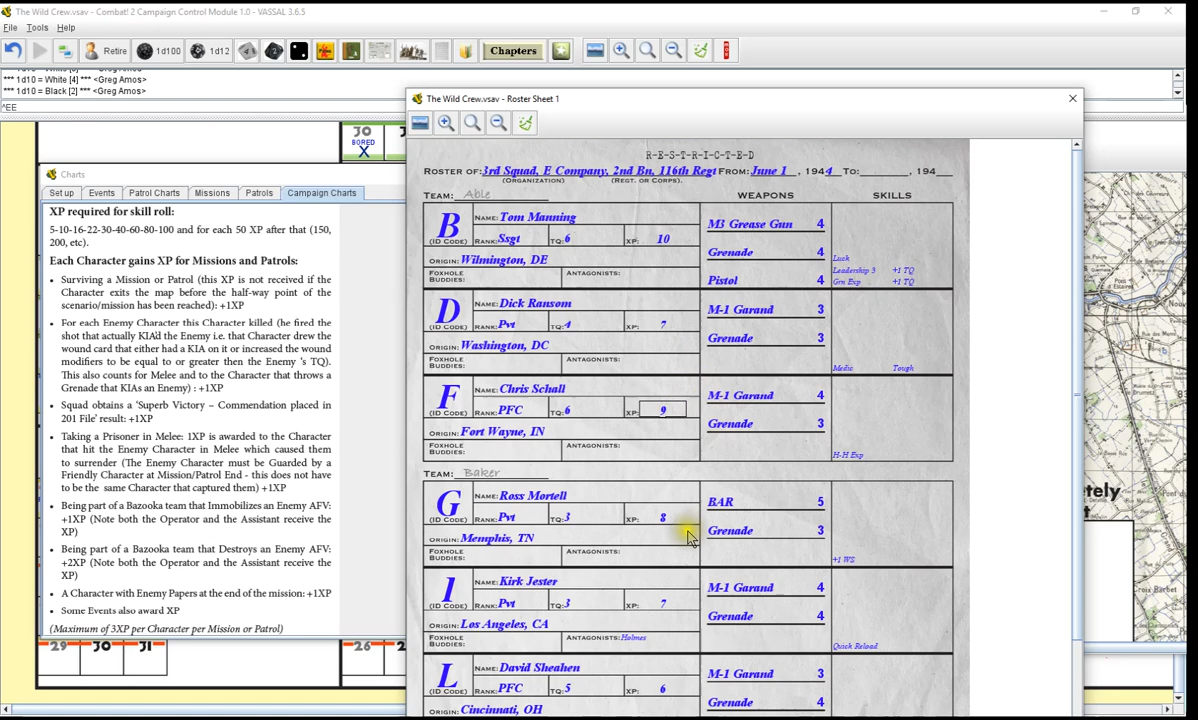 The Wild Crew.vsav - Combat! 2 Campaign Control Module 1.0 - VASSAL 3.6.5
File Tools Help
Retire 1d100 1d12 Chapters
*** 1d10 = White [4] *** <Greg Amos>
*** 1d10 = Black [2] *** <Greg Amos>
^EE
30
BORED
X
Charts
Set up Events Patrol Charts Missions Patrols Campaign Charts
XP required for skill roll:
5-10-16-22-30-40-60-80-100 and for each 50 XP after that (150,
200, etc).
Each Character gains XP for Missions and Patrols:
• Surviving a Mission or Patrol (this XP is not received if the
Character exits the map before the half-way point of the
scenario/mission has been reached): +1XP
• For each Enemy Character this Character killed (he fired the
shot that actually KIA'd the Enemy i.e. that Character drew the
wound card that either had a KIA on it or increased the wound
modifiers to be equal to or greater then the Enemy 's TQ).
This also counts for Melee and to the Character that throws a
Grenade that KIAs an Enemy) : +1XP
• Squad obtains a 'Superb Victory – Commendation placed in
201 File' result: +1XP
• Taking a Prisoner in Melee: 1XP is awarded to the Character
that hit the Enemy Character in Melee which caused them
to surrender (The Enemy Character must be Guarded by a
Friendly Character at Mission/Patrol End - this does not have
to be the same Character that captured them) +1XP
• Being part of a Bazooka team that Immobilizes an Enemy AFV:
+1XP (Note both the Operator and the Assistant receive the
XP)
• Being part of a Bazooka team that Destroys an Enemy AFV:
+2XP (Note both the Operator and the Assistant receive the
XP)
• A Character with Enemy Papers at the end of the mission: +1XP
• Some Events also award XP
(Maximum of 3XP per Character per Mission or Patrol)
29 30 31 26
The Wild Crew.vsav - Roster Sheet 1
R-E-S-T-R-I-C-T-E-D
ROSTER OF: 3rd Squad, E Company, 2nd Bn, 116th Regt FROM: June 1, 1944 TO: , 194
(ORGANIZATION) (REGT. OR CORPS).
TEAM: Able WEAPONS SKILLS
B (ID CODE)
NAME: Tom Manning
RANK: Ssgt TQ: 6 XP: 10
ORIGIN: Wilmington, DE
FOXHOLE BUDDIES: ANTAGONISTS:
M3 Grease Gun 4
Grenade 4
Pistol 4
Luck
Leadership 3 +1 TQ
Grn Exp +1 TQ
D (ID CODE)
NAME: Dick Ransom
RANK: Pvt TQ: 4 XP: 7
ORIGIN: Washington, DC
FOXHOLE BUDDIES: ANTAGONISTS:
M-1 Garand 3
Grenade 3
Medic Tough
F (ID CODE)
NAME: Chris Schall
RANK: PFC TQ: 6 XP: 9
ORIGIN: Fort Wayne, IN
FOXHOLE BUDDIES: ANTAGONISTS:
M-1 Garand 4
Grenade 3
H-H Exp
TEAM: Baker
G (ID CODE)
NAME: Ross Mortell
RANK: Pvt TQ: 3 XP: 8
ORIGIN: Memphis, TN
FOXHOLE BUDDIES: ANTAGONISTS:
BAR 5
Grenade 3
+1 WS
I (ID CODE)
NAME: Kirk Jester
RANK: Pvt TQ: 3 XP: 7
ORIGIN: Los Angeles, CA
FOXHOLE BUDDIES: ANTAGONISTS: Holmes
M-1 Garand 4
Grenade 4
Quick Reload
L (ID CODE)
NAME: David Sheahen
RANK: PFC TQ: 5 XP: 6
ORIGIN: Cincinnati, OH
M-1 Garand 3
Grenade 4